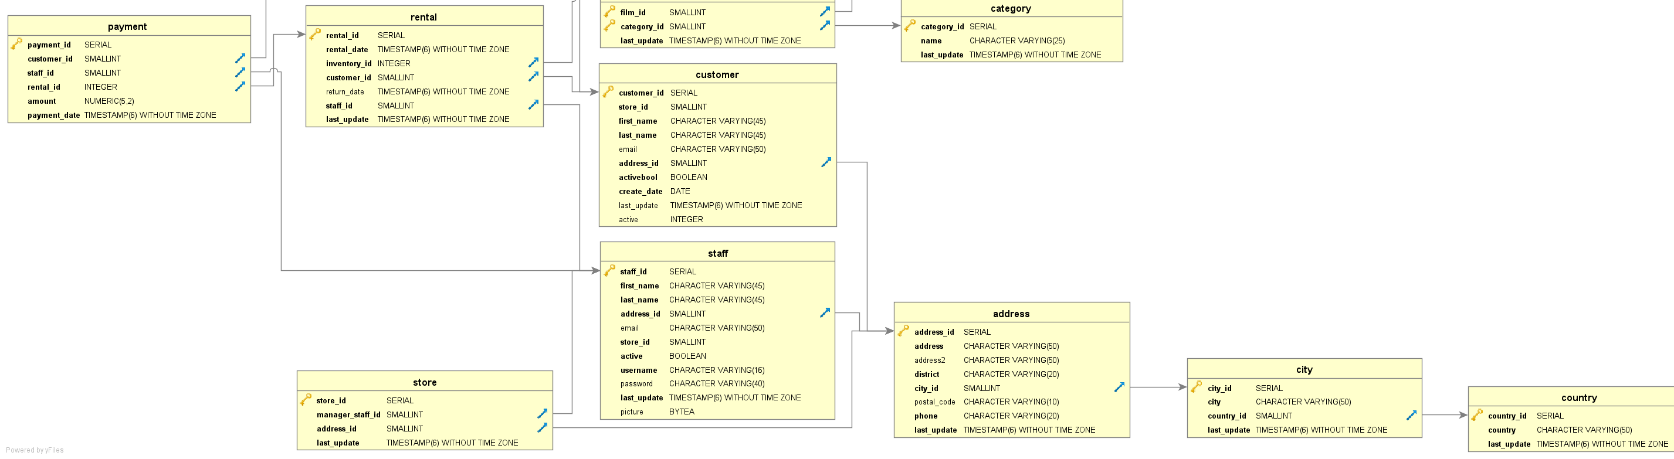 payment
payment_id SERIAL
customer_id SMALLINT
staff_id SMALLINT
rental_id INTEGER
amount NUMERIC(5,2)
payment_date TIMESTAMP(6) WITHOUT TIME ZONE
rental
rental_id SERIAL
rental_date TIMESTAMP(6) WITHOUT TIME ZONE
inventory_id INTEGER
customer_id SMALLINT
return_date TIMESTAMP(6) WITHOUT TIME ZONE
staff_id SMALLINT
last_update TIMESTAMP(6) WITHOUT TIME ZONE
film_id SMALLINT
category_id SMALLINT
last_update TIMESTAMP(6) WITHOUT TIME ZONE
category
category_id SERIAL
name CHARACTER VARYING(25)
last_update TIMESTAMP(6) WITHOUT TIME ZONE
customer
customer_id SERIAL
store_id SMALLINT
first_name CHARACTER VARYING(45)
last_name CHARACTER VARYING(45)
email CHARACTER VARYING(50)
address_id SMALLINT
activebool BOOLEAN
create_date DATE
last_update TIMESTAMP(6) WITHOUT TIME ZONE
active INTEGER
staff
staff_id SERIAL
first_name CHARACTER VARYING(45)
last_name CHARACTER VARYING(45)
address_id SMALLINT
email CHARACTER VARYING(50)
store_id SMALLINT
active BOOLEAN
username CHARACTER VARYING(16)
password CHARACTER VARYING(40)
last_update TIMESTAMP(6) WITHOUT TIME ZONE
picture BYTEA
store
store_id SERIAL
manager_staff_id SMALLINT
address_id SMALLINT
last_update TIMESTAMP(6) WITHOUT TIME ZONE
address
address_id SERIAL
address CHARACTER VARYING(50)
address2 CHARACTER VARYING(50)
district CHARACTER VARYING(20)
city_id SMALLINT
postal_code CHARACTER VARYING(10)
phone CHARACTER VARYING(20)
last_update TIMESTAMP(6) WITHOUT TIME ZONE
city
city_id SERIAL
city CHARACTER VARYING(50)
country_id SMALLINT
last_update TIMESTAMP(6) WITHOUT TIME ZONE
country
country_id SERIAL
country CHARACTER VARYING(50)
last_update TIMESTAMP(6) WITHOUT TIME ZONE
Powered by yFiles